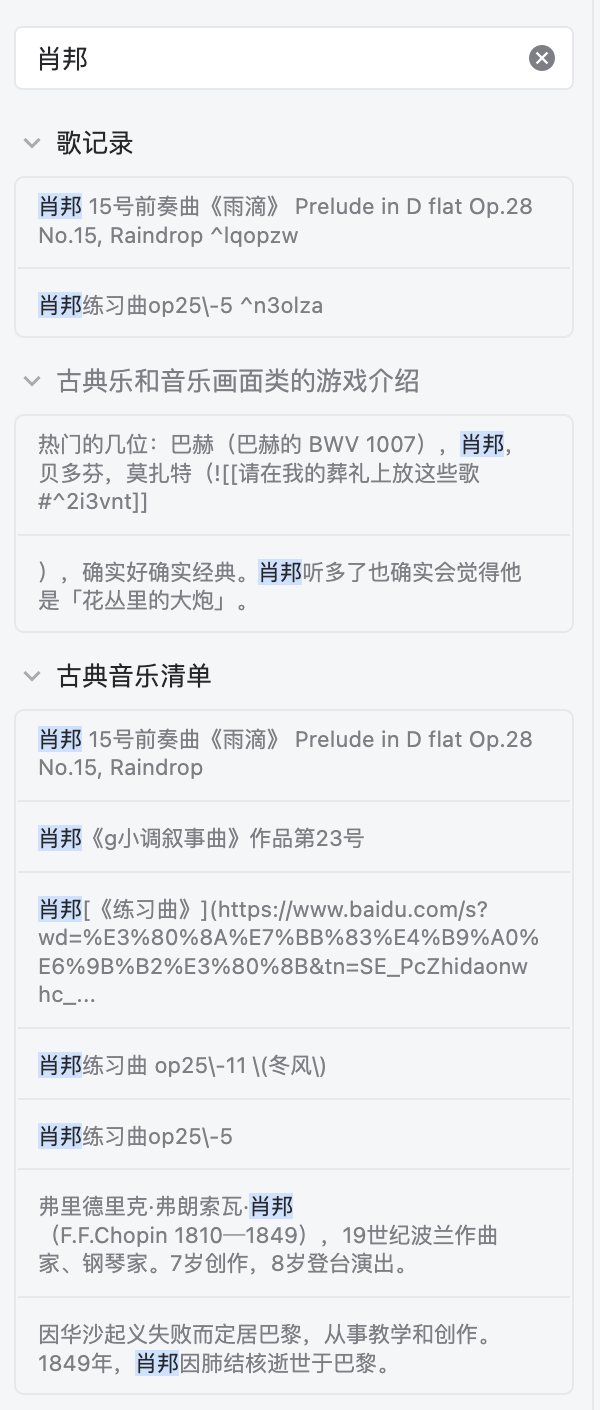 肖邦
歌记录
肖邦 15号前奏曲《雨滴》 Prelude in D flat Op.28
No.15, Raindrop ^lqopzw
肖邦练习曲op25\-5 ^n3olza
古典乐和音乐画面类的游戏介绍
热门的几位：巴赫（巴赫的 BWV 1007），肖邦，
贝多芬，莫扎特（![[请在我的葬礼上放这些歌
#^2i3vnt]]
），确实好确实经典。肖邦听多了也确实会觉得他
是「花丛里的大炮」。
古典音乐清单
肖邦 15号前奏曲《雨滴》 Prelude in D flat Op.28
No.15, Raindrop
肖邦《g小调叙事曲》作品第23号
肖邦[《练习曲》](https://www.baidu.com/s?
wd=%E3%80%8A%E7%BB%83%E4%B9%A0%
E6%9B%B2%E3%80%8B&tn=SE_PcZhidaonw
hc_...
肖邦练习曲 op25\-11 \(冬风\)
肖邦练习曲op25\-5
弗里德里克·弗朗索瓦·肖邦
（F.F.Chopin 1810—1849），19世纪波兰作曲
家、钢琴家。7岁创作，8岁登台演出。
因华沙起义失败而定居巴黎，从事教学和创作。
1849年，肖邦因肺结核逝世于巴黎。